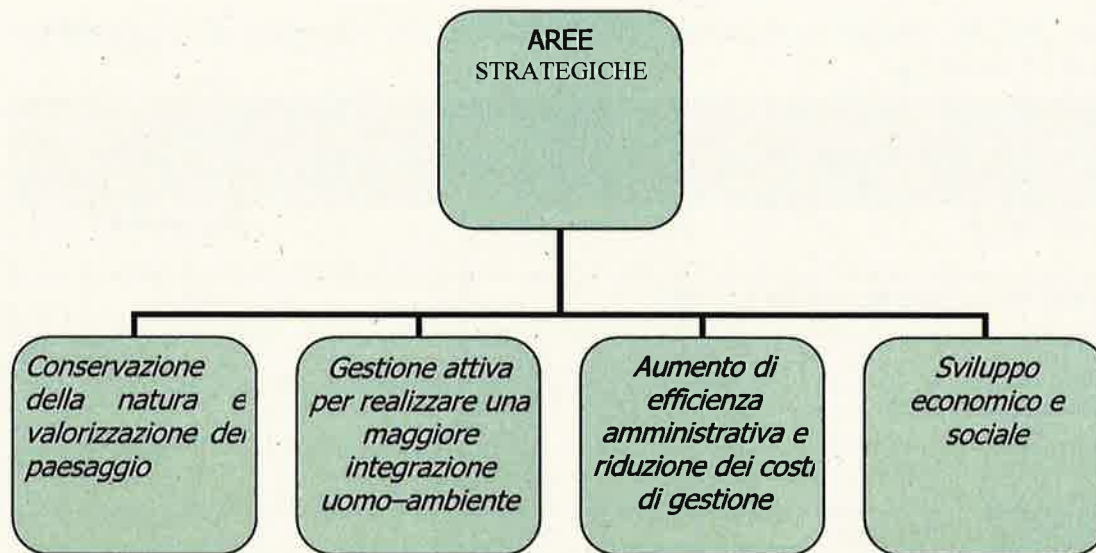 AREE
STRATEGICHE
Conservazione
della natura e
valorizzazione del
paesaggio
Gestione attiva
per realizzare una
maggiore
integrazione
uomo–ambiente
Aumento di
efficienza
amministrativa e
riduzione dei costi
di gestione
Sviluppo
economico e
sociale